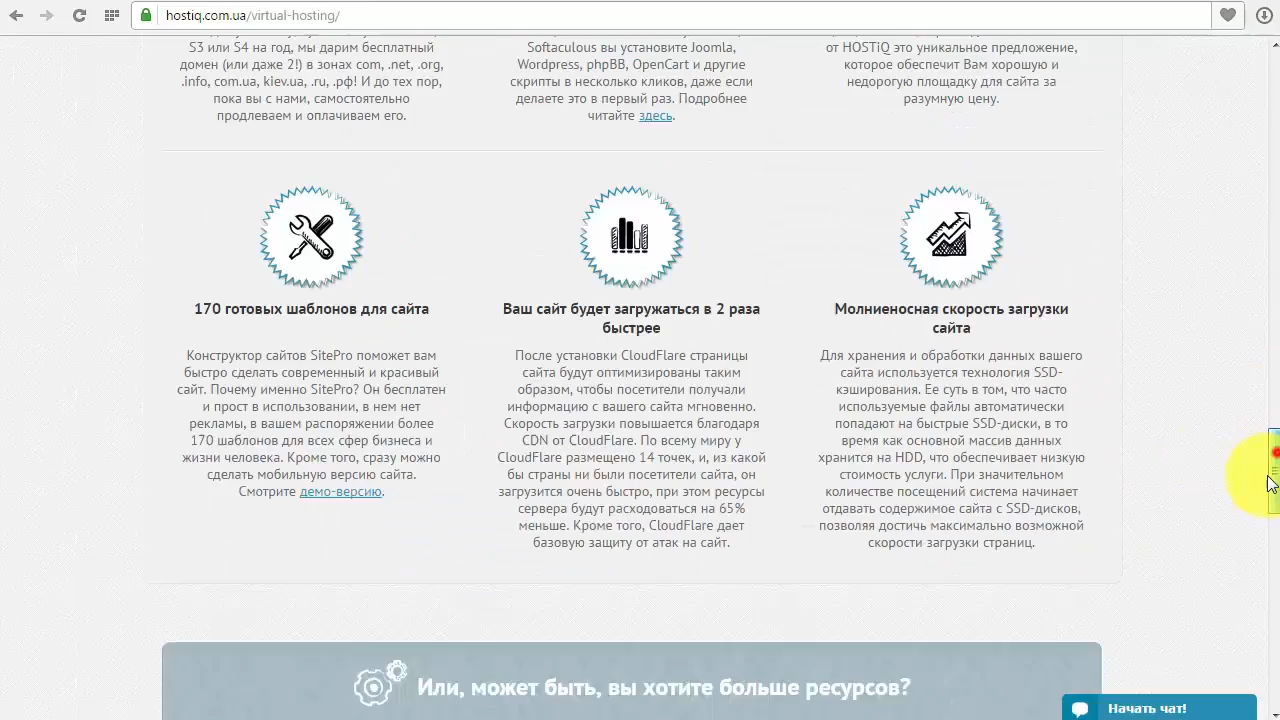 hostiq.com.ua/virtual-hosting/
S3 или S4 на год, мы дарим бесплатный
домен (или даже 2!) в зонах com, .net, .org,
.info, com.ua, kiev.ua, .ru, .рф! И до тех пор,
пока вы с нами, самостоятельно
продлеваем и оплачиваем его.
Softaculous вы установите Joomla,
Wordpress, phpBB, OpenCart и другие
скрипты в несколько кликов, даже если
делаете это в первый раз. Подробнее
читайте здесь.
от HOSTiQ это уникальное предложение,
которое обеспечит Вам хорошую и
недорогую площадку для сайта за
разумную цену.
170 готовых шаблонов для сайта
Конструктор сайтов SitePro поможет вам
быстро сделать современный и красивый
сайт. Почему именно SitePro? Он бесплатен
и прост в использовании, в нем нет
рекламы, в вашем распоряжении более
170 шаблонов для всех сфер бизнеса и
жизни человека. Кроме того, сразу можно
сделать мобильную версию сайта.
Смотрите демо-версию.
Ваш сайт будет загружаться в 2 раза
быстрее
После установки CloudFlare страницы
сайта будут оптимизированы таким
образом, чтобы посетители получали
информацию с вашего сайта мгновенно.
Скорость загрузки повышается благодаря
CDN от CloudFlare. По всему миру у
CloudFlare размещено 14 точек, и, из какой
бы страны ни были посетители сайта, он
загрузится очень быстро, при этом ресурсы
сервера будут расходоваться на 65%
меньше. Кроме того, CloudFlare дает
базовую защиту от атак на сайт.
Молниеносная скорость загрузки
сайта
Для хранения и обработки данных вашего
сайта используется технология SSD-
кэширования. Ее суть в том, что часто
используемые файлы автоматически
попадают на быстрые SSD-диски, в то
время как основной массив данных
хранится на HDD, что обеспечивает низкую
стоимость услуги. При значительном
количестве посещений система начинает
отдавать содержимое сайта с SSD-дисков,
позволяя достичь максимально возможной
скорости загрузки страниц.
Или, может быть, вы хотите больше ресурсов?
Начать чат!